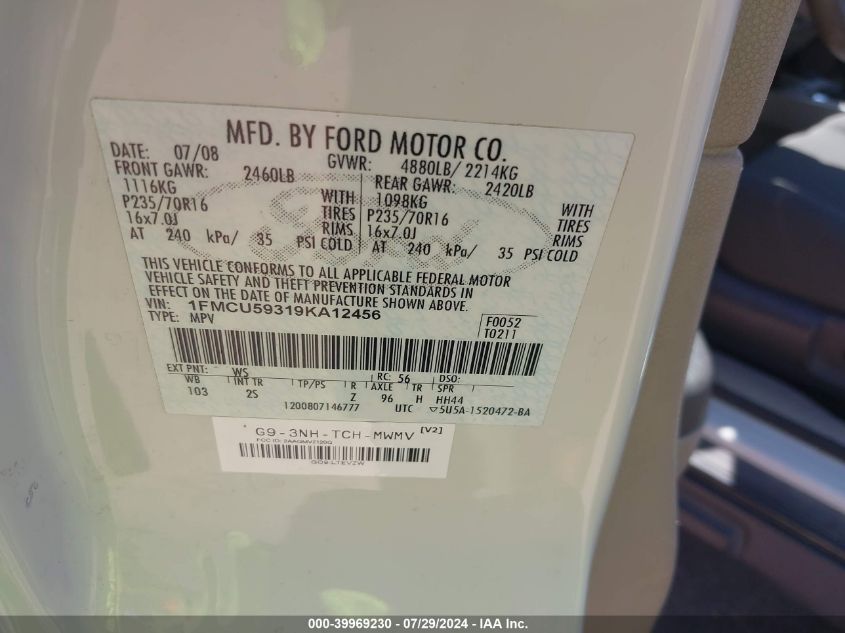 MFD. BY FORD MOTOR CO.
DATE: 07/08 GVWR: 4880LB/ 2214KG
FRONT GAWR: 2460LB REAR GAWR: 2420LB
1116KG WITH 1098KG WITH
P235/70R16 TIRES P235/70R16 TIRES
16x7.0J RIMS 16x7.0J RIMS
AT 240 kPa/ 35 PSI COLD AT 240 kPa/ 35 PSI COLD
THIS VEHICLE CONFORMS TO ALL APPLICABLE FEDERAL MOTOR
VEHICLE SAFETY AND THEFT PREVENTION STANDARDS IN
EFFECT ON THE DATE OF MANUFACTURE SHOWN ABOVE.
VIN: 1FMCU59319KA12456
TYPE: MPV
F0052
T0211
EXT PNT: WS RC: 56 DSO:
WB INT TR TP/PS R AXLE TR SPR
103 2S Z 96 H HH44
1200807146777 UTC ▽5U5A-1520472-BA
G9-3NH-TCH-MWMV [V2]
000-39969230 - 07/29/2024 - IAA Inc.